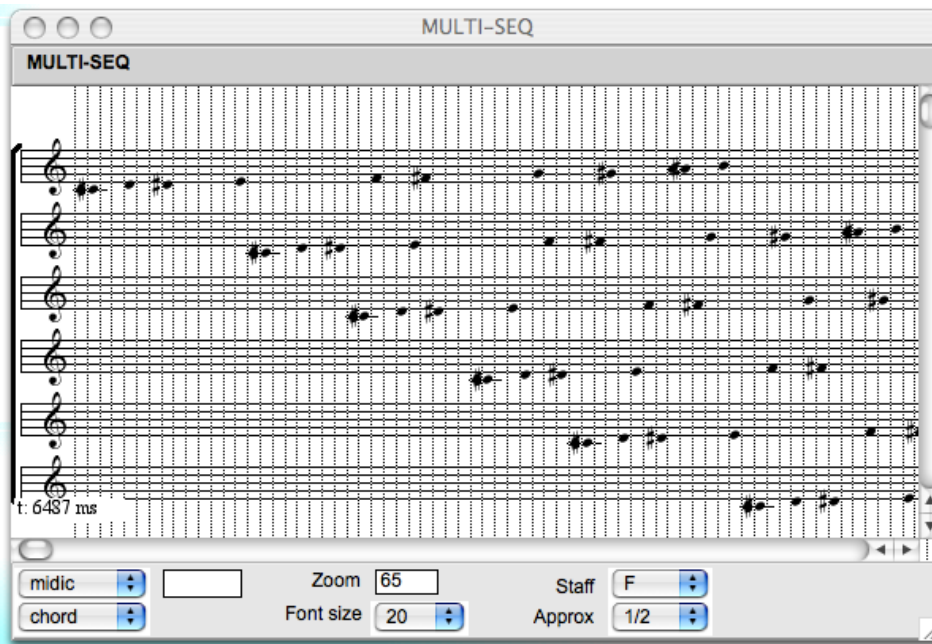 MULTI-SEQ
MULTI-SEQ
t: 6487 ms
midic Zoom 65 Staff F
chord Font size 20 Approx 1/2